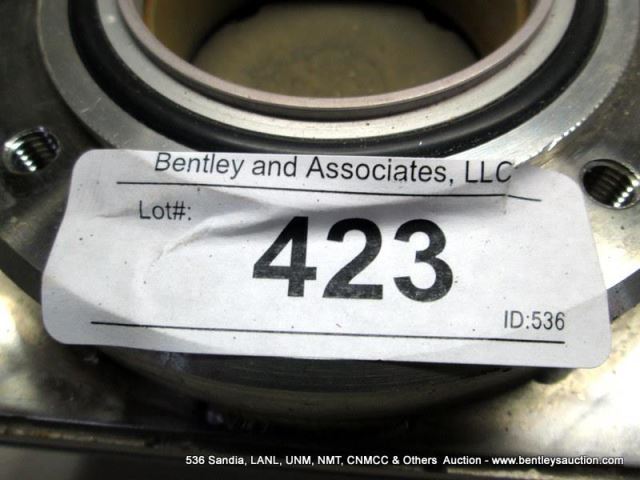 Bentley and Associates, LLC
Lot#:
423
ID:536
536 Sandia, LANL, UNM, NMT, CNMCC & Others Auction - www.bentleysauction.com